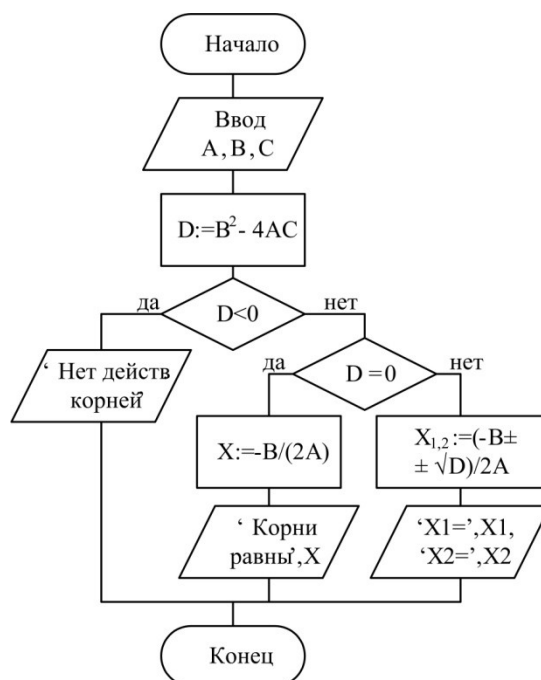 Начало
Ввод
A, B, C
D:=B²- 4AC
да
D<0
нет
‘ Нет действ
корней’
да
D =0
нет
X:=-B/(2A)
X₁,₂:=(-B±
± √D)/2A
‘ Корни
равны’,X
‘X1=’,X1,
‘X2=’,X2
Конец